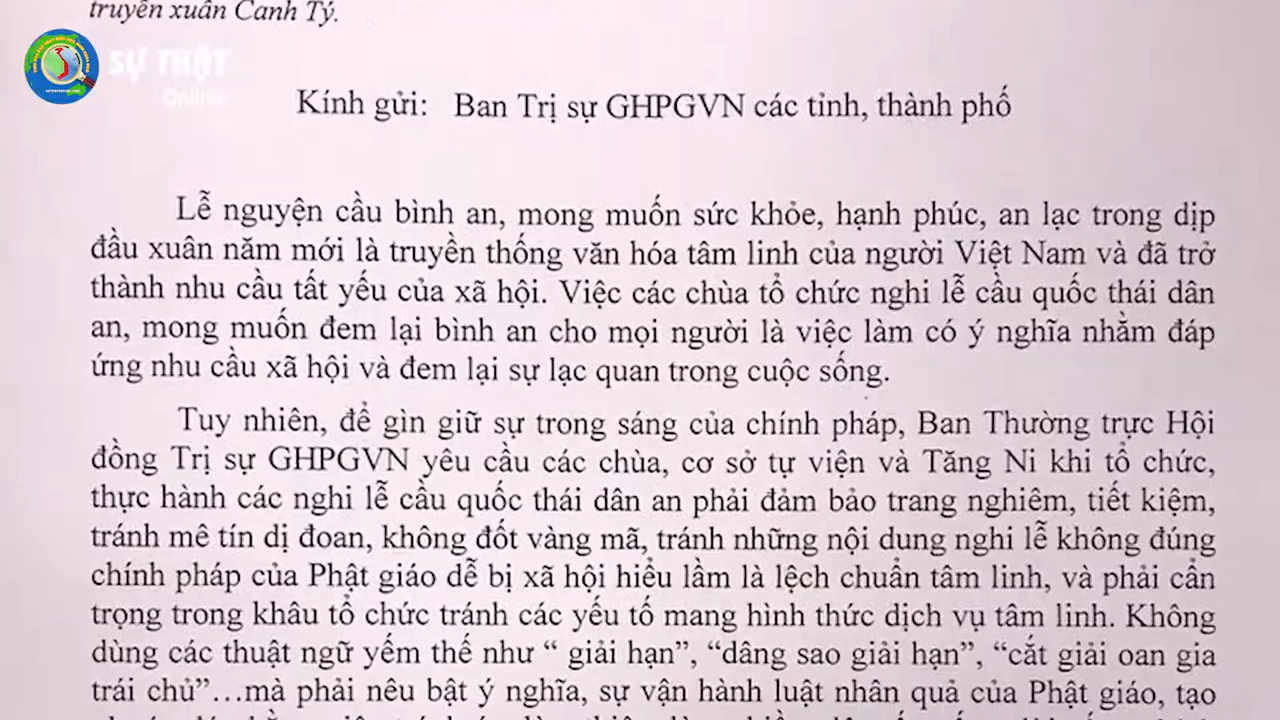 truyền xuân Canh Tý.
SỰ THẬT
Online
Kính gửi: Ban Trị sự GHPGVN các tỉnh, thành phố
Lễ nguyện cầu bình an, mong muốn sức khỏe, hạnh phúc, an lạc trong dịp
đầu xuân năm mới là truyền thống văn hóa tâm linh của người Việt Nam và đã trở
thành nhu cầu tất yếu của xã hội. Việc các chùa tổ chức nghi lễ cầu quốc thái dân
an, mong muốn đem lại bình an cho mọi người là việc làm có ý nghĩa nhằm đáp
ứng nhu cầu xã hội và đem lại sự lạc quan trong cuộc sống.
Tuy nhiên, để gìn giữ sự trong sáng của chính pháp, Ban Thường trực Hội
đồng Trị sự GHPGVN yêu cầu các chùa, cơ sở tự viện và Tăng Ni khi tổ chức,
thực hành các nghi lễ cầu quốc thái dân an phải đảm bảo trang nghiêm, tiết kiệm,
tránh mê tín dị đoan, không đốt vàng mã, tránh những nội dung nghi lễ không đúng
chính pháp của Phật giáo dễ bị xã hội hiểu lầm là lệch chuẩn tâm linh, và phải cẩn
trọng trong khâu tổ chức tránh các yếu tố mang hình thức dịch vụ tâm linh. Không
dùng các thuật ngữ yếm thế như “ giải hạn”, “dâng sao giải hạn”, “cắt giải oan gia
trái chủ”...mà phải nêu bật ý nghĩa, sự vận hành luật nhân quả của Phật giáo, tạo